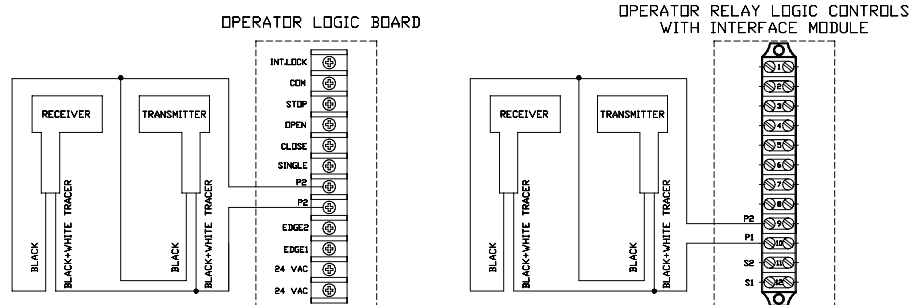 OPERATOR LOGIC BOARD
INT.LOCK
COM
STOP
OPEN
CLOSE
SINGLE
P2
P2
EDGE2
EDGE1
24 VAC
24 VAC
RECEIVER
TRANSMITTER
BLACK
BLACK+WHITE TRACER
BLACK
BLACK+WHITE TRACER
OPERATOR RELAY LOGIC CONTROLS
WITH INTERFACE MODULE
RECEIVER
TRANSMITTER
BLACK
BLACK+WHITE TRACER
BLACK
BLACK+WHITE TRACER
1
2
3
4
5
6
7
8
P2 9
P1 10
S2 11
S1 12